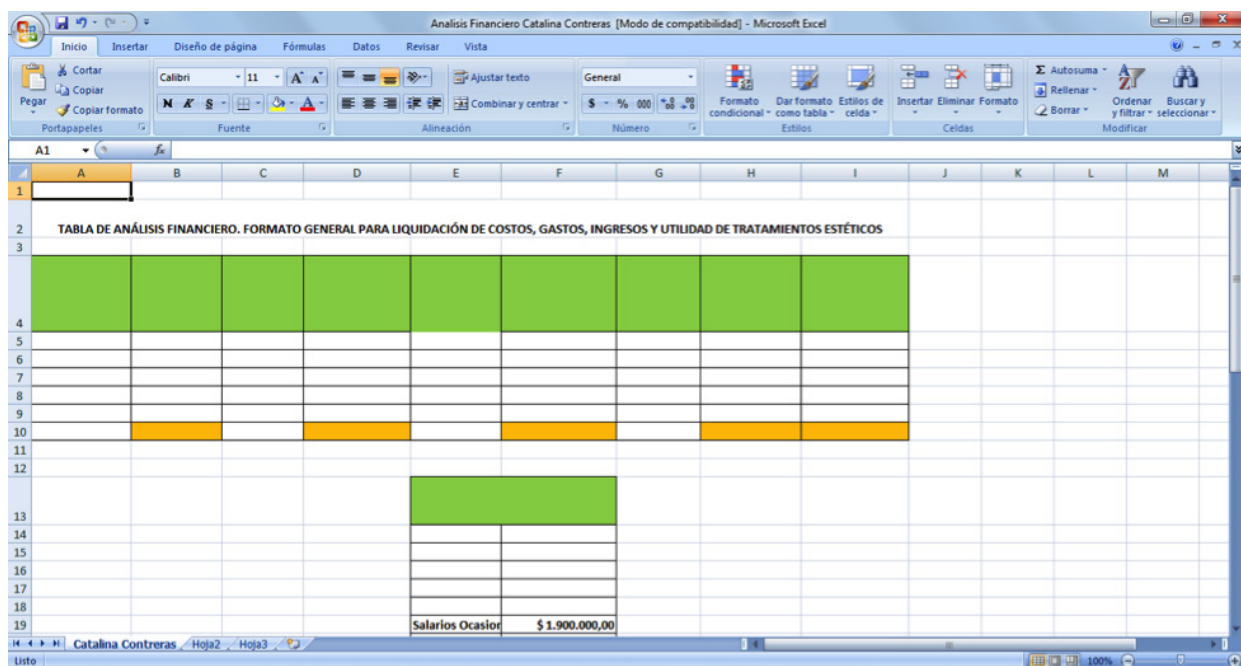 Analisis Financiero Catalina Contreras [Modo de compatibilidad] - Microsoft Excel
Inicio Insertar Diseño de página Fórmulas Datos Revisar Vista
Pegar
Cortar
Copiar
Copiar formato
Portapapeles
Calibri 11
N K S
Fuente
Ajustar texto
Combinar y centrar
Alineación
General
$ % 000
Número
Formato condicional
Dar formato como tabla
Estilos de celda
Estilos
Insertar Eliminar Formato
Celdas
Σ Autosuma
Rellenar
Borrar
Ordenar y filtrar
Buscar y seleccionar
Modificar
A1 fx
A B C D E F G H I J K L M
1
2 TABLA DE ANÁLISIS FINANCIERO. FORMATO GENERAL PARA LIQUIDACIÓN DE COSTOS, GASTOS, INGRESOS Y UTILIDAD DE TRATAMIENTOS ESTÉTICOS
3
4
5
6
7
8
9
10
11
12
13
14
15
16
17
18
19 Salarios Ocasior $ 1.900.000,00
Catalina Contreras Hoja2 Hoja3
Listo 100%